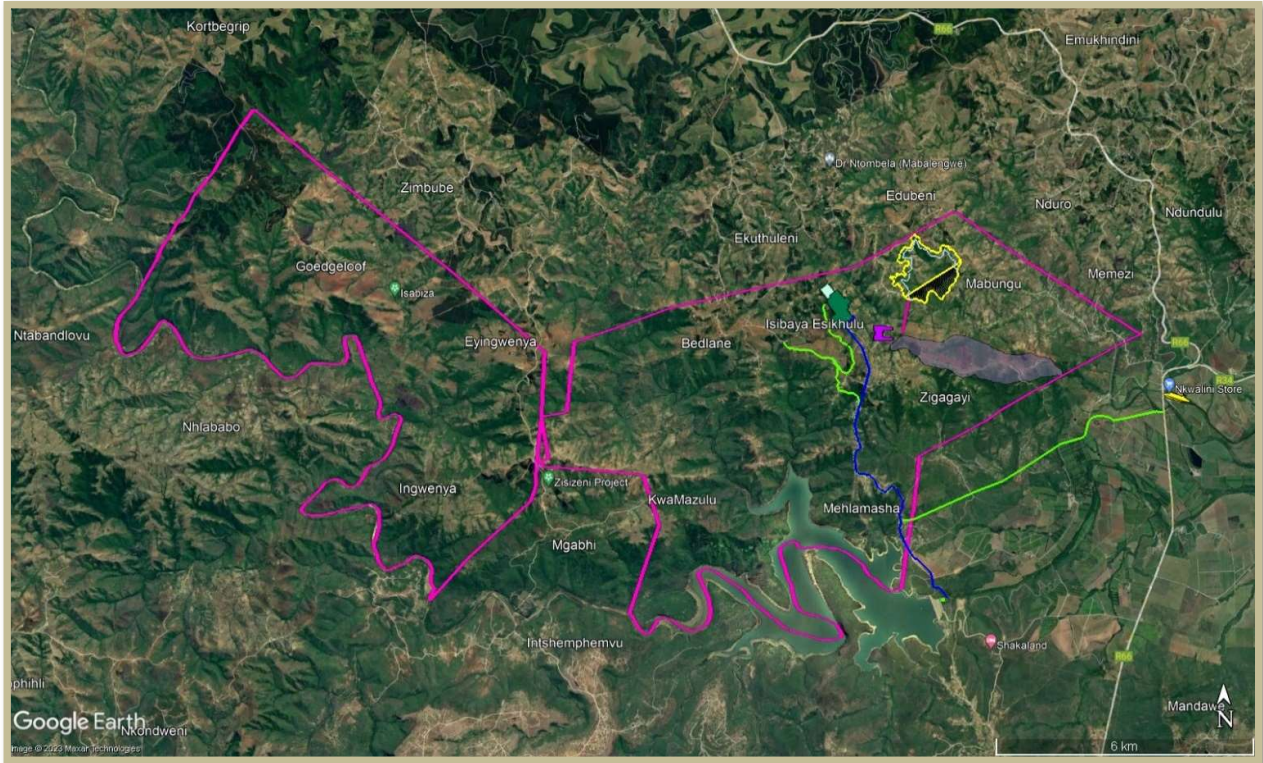 Kortbegrip
R66
Emukhindini
Dr Ntombela (Mabalengwe)
Zimbube
Edubeni
Nduro
Ndundulu
Ekuthuleni
Goedgeloof
Memezi
Mabungu
Isabiza
Isibaya Esikhulu
Ntabandlovu
Eyingwenya
Bedlane
R66
R34
Nkwalini Store
Zigagayi
Nhlababo
Zisizeni Project
Ingwenya
KwaMazulu
Mehlamasha
Mgabhi
Intshemphemvu
Shakaland
R66
phihli
Mandawe
Google Earth
Nkondweni
N
Image © 2023 Maxar Technologies
6 km